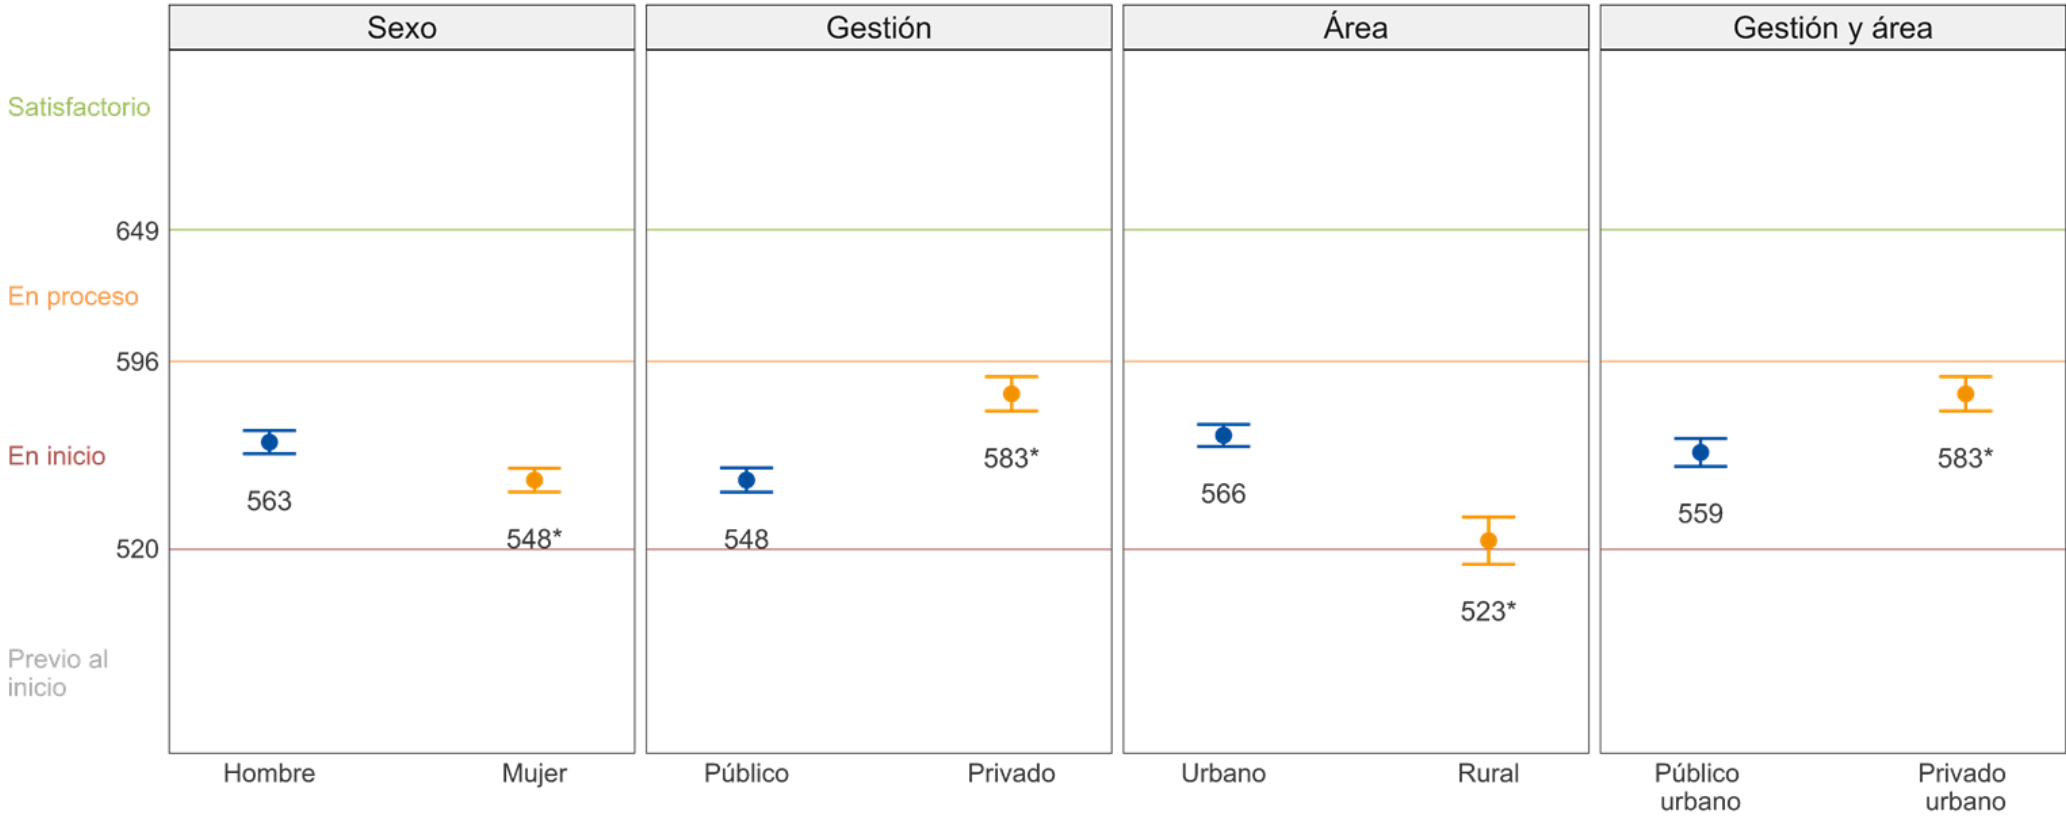 Sexo
Gestión
Área
Gestión y área
Satisfactorio
649
En proceso
596
En inicio
520
Previo al
inicio
563
548*
548
583*
566
523*
559
583*
Hombre
Mujer
Público
Privado
Urbano
Rural
Público
urbano
Privado
urbano